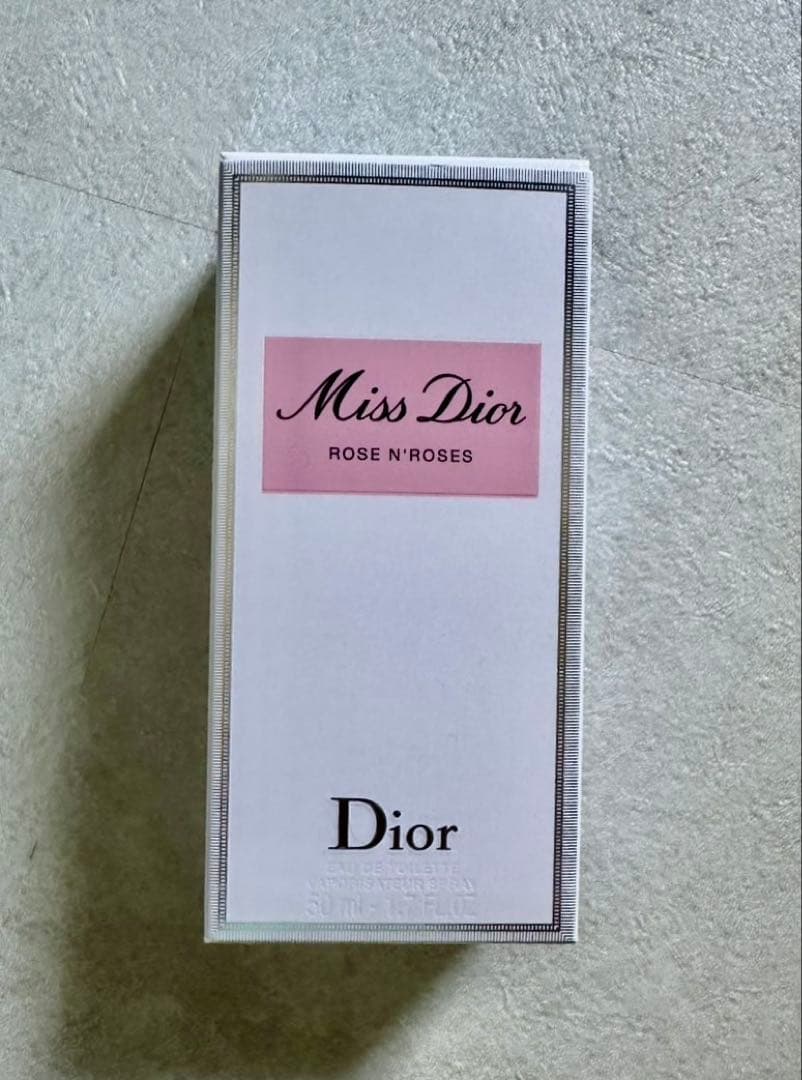 Miss Dior
ROSE N'ROSES
Dior
EAU DE TOILETTE
VAPORISATEUR SPRAY
50 ml - 1.7 FL.OZ